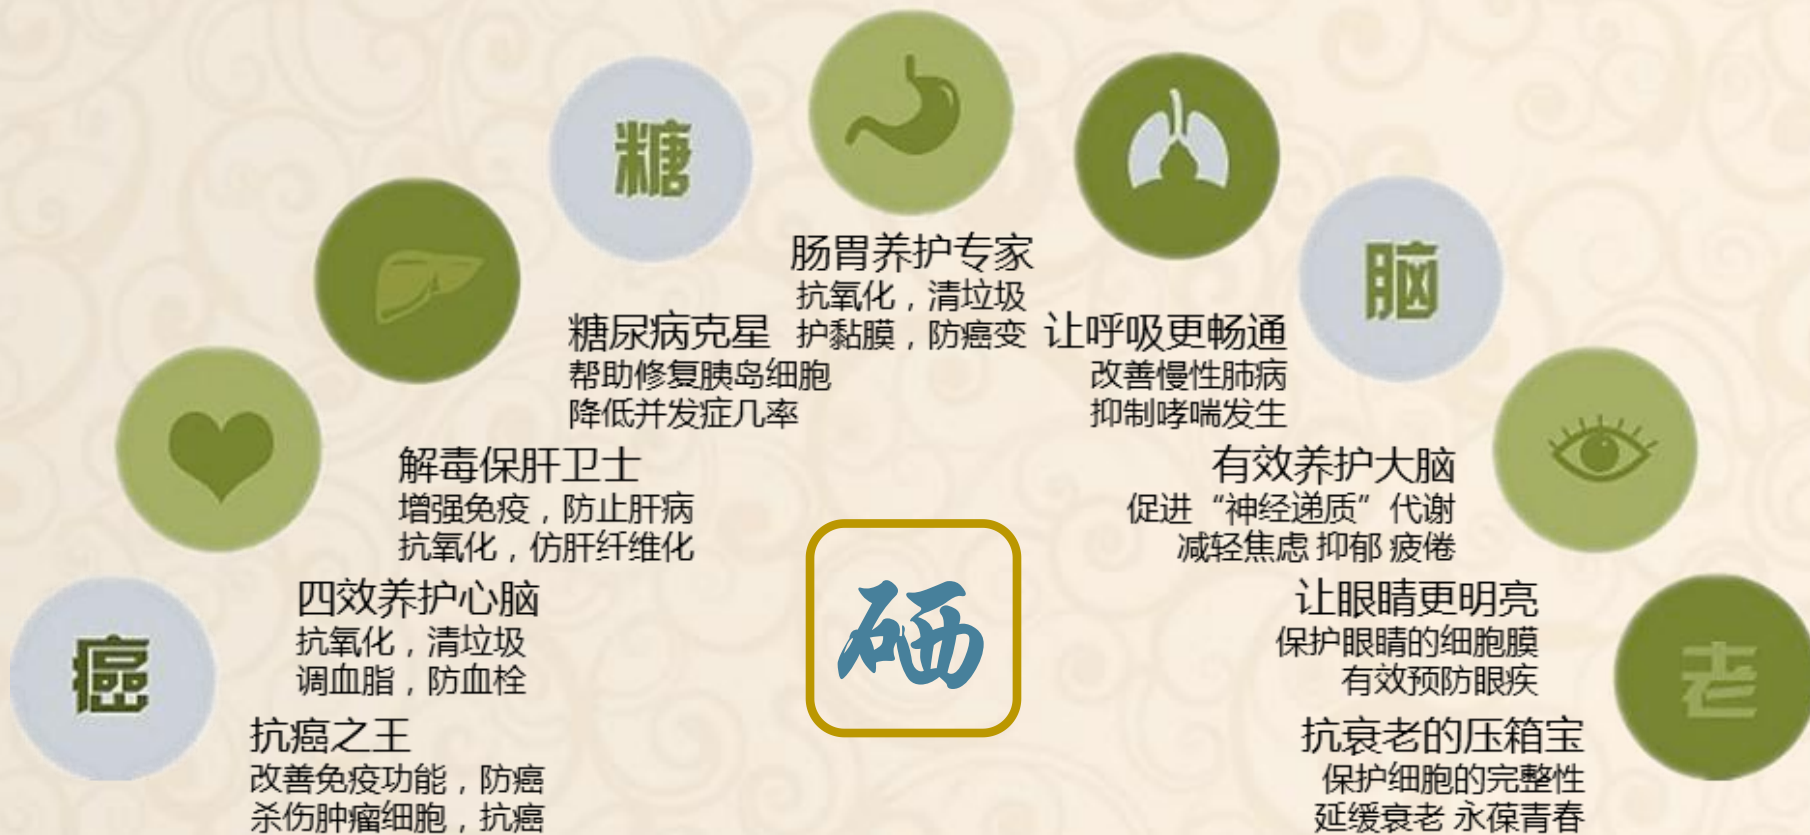 癌
抗癌之王
改善免疫功能，防癌
杀伤肿瘤细胞，抗癌
四效养护心脑
抗氧化，清垃圾
调血脂，防血栓
解毒保肝卫士
增强免疫，防止肝病
抗氧化，仿肝纤维化
糖
糖尿病克星
帮助修复胰岛细胞
降低并发症几率
肠胃养护专家
抗氧化，清垃圾
护黏膜，防癌变
让呼吸更畅通
改善慢性肺病
抑制哮喘发生
脑
有效养护大脑
促进“神经递质”代谢
减轻焦虑 抑郁 疲倦
让眼睛更明亮
保护眼睛的细胞膜
有效预防眼疾
老
抗衰老的压箱宝
保护细胞的完整性
延缓衰老 永葆青春
硒